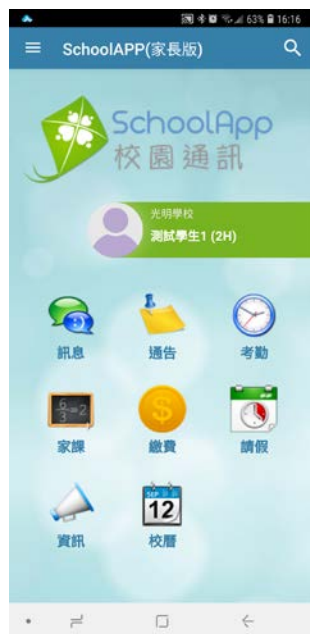 63% 16:16
SchoolAPP(家長版)
SchoolApp
校園通訊
光明學校
測試學生1 (2H)
訊息
通告
考勤
6/3=2
家課
$
繳費
請假
資訊
SEP
12
校曆